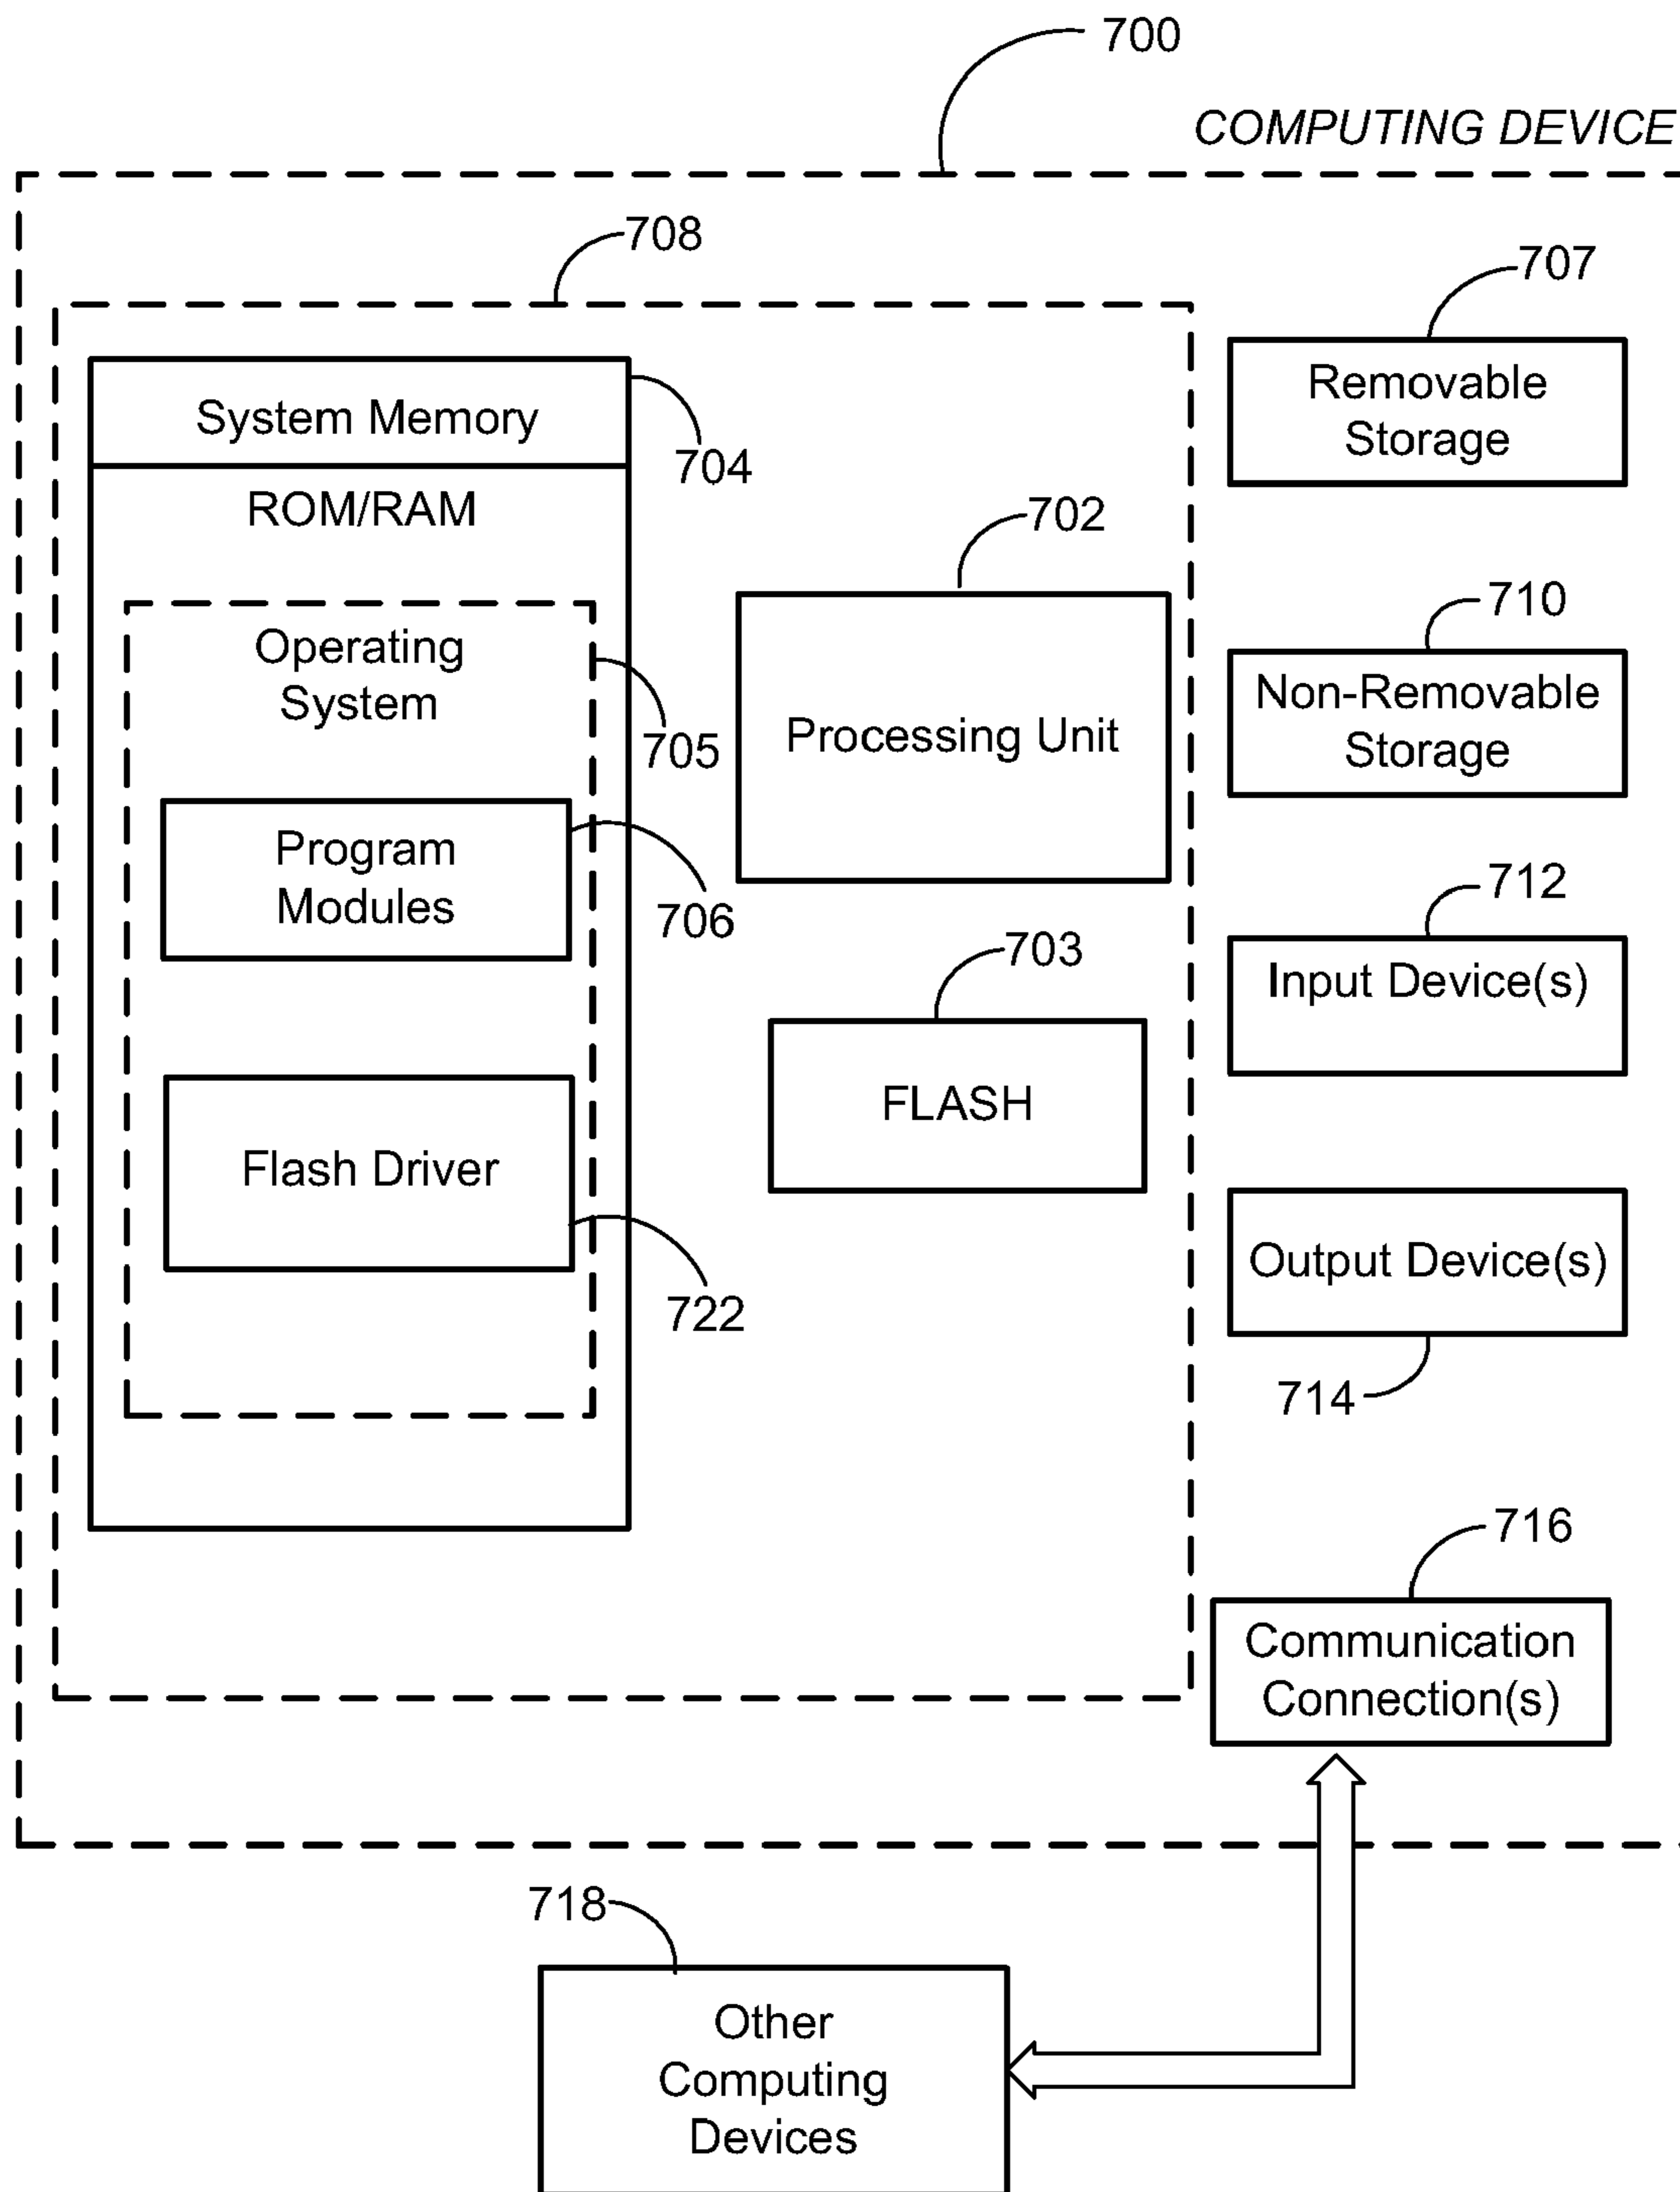 700
COMPUTING DEVICE
708
707
System Memory
704
Removable
Storage
ROM/RAM
702
Operating
System
705
Processing Unit
710
Non-Removable
Storage
Program
Modules
706
712
Input Device(s)
703
FLASH
Flash Driver
722
Output Device(s)
714
716
Communication
Connection(s)
718
Other
Computing
Devices